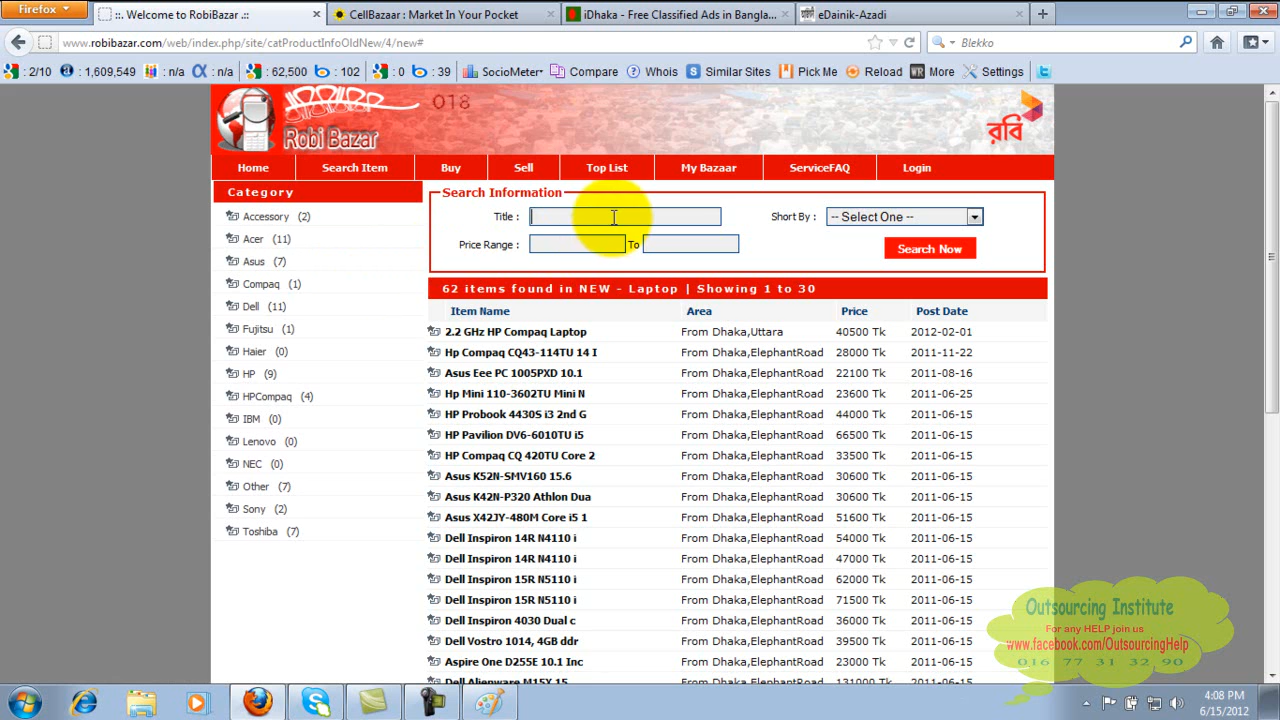 Firefox
::. Welcome to RobiBazar .::
CellBazaar : Market In Your Pocket
iDhaka - Free Classified Ads in Bangla...
eDainik-Azadi
www.robibazar.com/web/index.php/site/catProductInfoOldNew/4/new#
Blekko
: 2/10
: 1,609,549
: n/a
: n/a
: 62,500
: 102
: 0
: 39
SocioMeter
Compare
Whois
Similar Sites
Pick Me
Reload
More
Settings
018
Robi Bazar
রবি
Home
Search Item
Buy
Sell
Top List
My Bazaar
ServiceFAQ
Login
Category
Accessory (2)
Acer (11)
Asus (7)
Compaq (1)
Dell (11)
Fujitsu (1)
Haier (0)
HP (9)
HPCompaq (4)
IBM (0)
Lenovo (0)
NEC (0)
Other (7)
Sony (2)
Toshiba (7)
Search Information
Title :
Short By : -- Select One --
Price Range : To
Search Now
62 items found in NEW - Laptop | Showing 1 to 30
Item Name Area Price Post Date
2.2 GHz HP Compaq Laptop From Dhaka,Uttara 40500 Tk 2012-02-01
Hp Compaq CQ43-114TU 14 I From Dhaka,ElephantRoad 28000 Tk 2011-11-22
Asus Eee PC 1005PXD 10.1 From Dhaka,ElephantRoad 22100 Tk 2011-08-16
Hp Mini 110-3602TU Mini N From Dhaka,ElephantRoad 23600 Tk 2011-06-25
HP Probook 4430S i3 2nd G From Dhaka,ElephantRoad 44000 Tk 2011-06-15
HP Pavilion DV6-6010TU i5 From Dhaka,ElephantRoad 66500 Tk 2011-06-15
HP Compaq CQ 420TU Core 2 From Dhaka,ElephantRoad 33500 Tk 2011-06-15
Asus K52N-SMV160 15.6 From Dhaka,ElephantRoad 30600 Tk 2011-06-15
Asus K42N-P320 Athlon Dua From Dhaka,ElephantRoad 30600 Tk 2011-06-15
Asus X42JY-480M Core i5 1 From Dhaka,ElephantRoad 51600 Tk 2011-06-15
Dell Inspiron 14R N4110 i From Dhaka,ElephantRoad 54000 Tk 2011-06-15
Dell Inspiron 14R N4110 i From Dhaka,ElephantRoad 47000 Tk 2011-06-15
Dell Inspiron 15R N5110 i From Dhaka,ElephantRoad 62000 Tk 2011-06-15
Dell Inspiron 15R N5110 i From Dhaka,ElephantRoad 71500 Tk 2011-06-15
Dell Inspiron 4030 Dual c From Dhaka,ElephantRoad 36000 Tk 2011-06-15
Dell Vostro 1014, 4GB ddr From Dhaka,ElephantRoad 39500 Tk 2011-06-15
Aspire One D255E 10.1 Inc From Dhaka,ElephantRoad 23000 Tk 2011-06-15
Dell Alienware M15X 15 From Dhaka,ElephantRoad 131000 Tk 2011-06-15
Outsourcing Institute
For any HELP join us
www.facebook.com/OutsourcingHelp
016 77 31 32 90
4:08 PM
6/15/2012